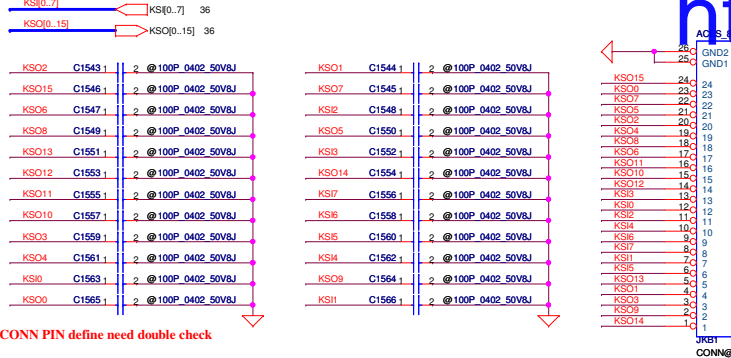 KSI[0..7] KSI[0..7] 36
KSO[0..15] KSO[0..15] 36
KSO2 C1543 1 2 @100P_0402_50V8J
KSO15 C1546 1 2 @100P_0402_50V8J
KSO6 C1547 1 2 @100P_0402_50V8J
KSO8 C1549 1 2 @100P_0402_50V8J
KSO13 C1551 1 2 @100P_0402_50V8J
KSO12 C1553 1 2 @100P_0402_50V8J
KSO11 C1555 1 2 @100P_0402_50V8J
KSO10 C1557 1 2 @100P_0402_50V8J
KSO3 C1559 1 2 @100P_0402_50V8J
KSO4 C1561 1 2 @100P_0402_50V8J
KSI0 C1563 1 2 @100P_0402_50V8J
KSO0 C1565 1 2 @100P_0402_50V8J
KSO1 C1544 1 2 @100P_0402_50V8J
KSO7 C1545 1 2 @100P_0402_50V8J
KSI2 C1548 1 2 @100P_0402_50V8J
KSO5 C1550 1 2 @100P_0402_50V8J
KSI3 C1552 1 2 @100P_0402_50V8J
KSO14 C1554 1 2 @100P_0402_50V8J
KSI7 C1556 1 2 @100P_0402_50V8J
KSI6 C1558 1 2 @100P_0402_50V8J
KSI5 C1560 1 2 @100P_0402_50V8J
KSI4 C1562 1 2 @100P_0402_50V8J
KSO9 C1564 1 2 @100P_0402_50V8J
KSI1 C1566 1 2 @100P_0402_50V8J
CONN PIN define need double check
26 GND2
25 GND1
KSO15 24 24
KSO0 23 23
KSO7 22 22
KSO5 21 21
KSO2 20 20
KSO4 19 19
KSO8 18 18
KSO6 17 17
KSO11 16 16
KSO10 15 15
KSO12 14 14
KSI3 13 13
KSI0 12 12
KSI2 11 11
KSI4 10 10
KSI6 9 9
KSI7 8 8
KSI1 7 7
KSI5 6 6
KSO13 5 5
KSO1 4 4
KSO3 3 3
KSO9 2 2
KSO14 1 1
JKB1
CONN@